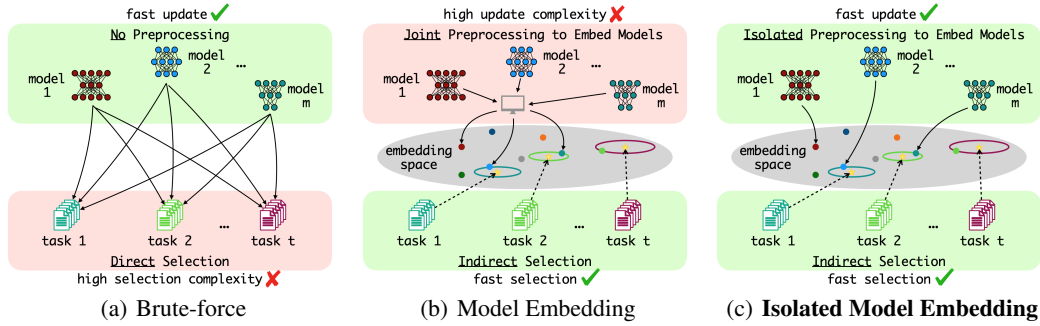 fast update
No Preprocessing
model
1
model
2
...
model
m
task 1
task 2
...
task t
Direct Selection
high selection complexity
(a) Brute-force
high update complexity
Joint Preprocessing to Embed Models
model
1
model
2
...
model
m
embedding
space
task 1
task 2
...
task t
Indirect Selection
fast selection
(b) Model Embedding
fast update
Isolated Preprocessing to Embed Models
model
1
model
2
...
model
m
embedding
space
task 1
task 2
...
task t
Indirect Selection
fast selection
(c) Isolated Model Embedding